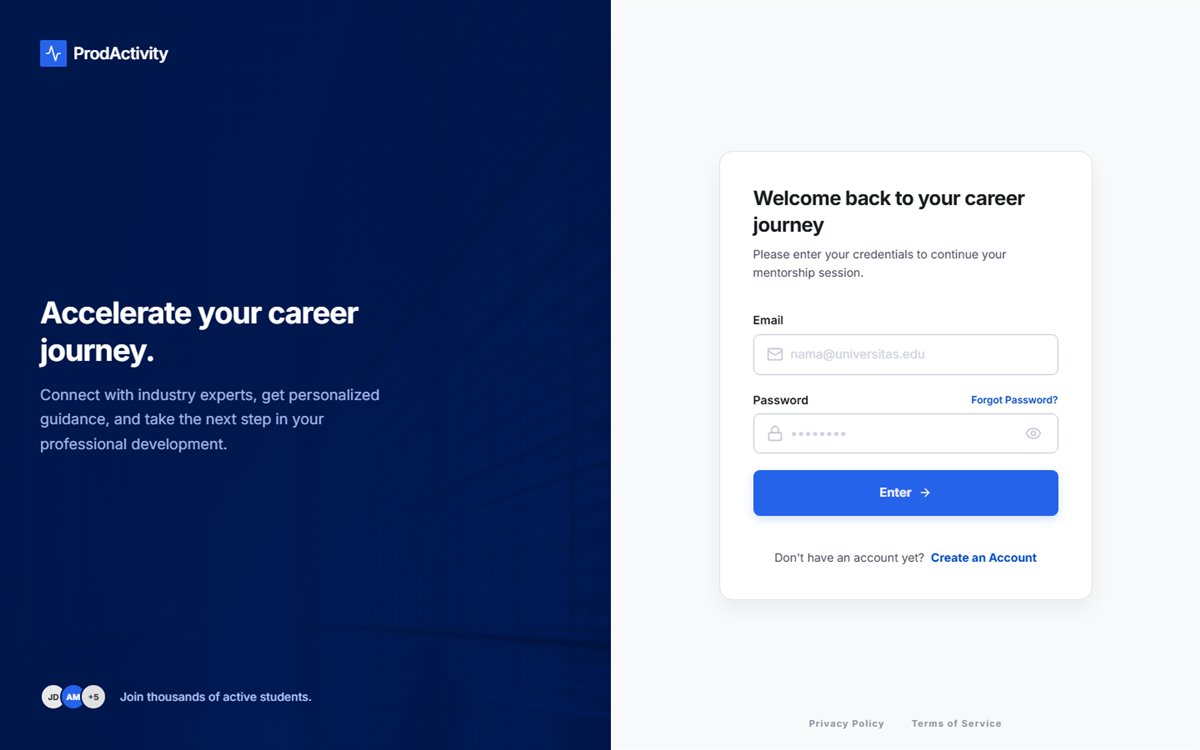 ProdActivity
Accelerate your career
journey.
Connect with industry experts, get personalized
guidance, and take the next step in your
professional development.
JD AM +5 Join thousands of active students.
Welcome back to your career
journey
Please enter your credentials to continue your
mentorship session.
Email
nama@universitas.edu
Password Forgot Password?
••••••••
Enter →
Don't have an account yet? Create an Account
Privacy Policy Terms of Service